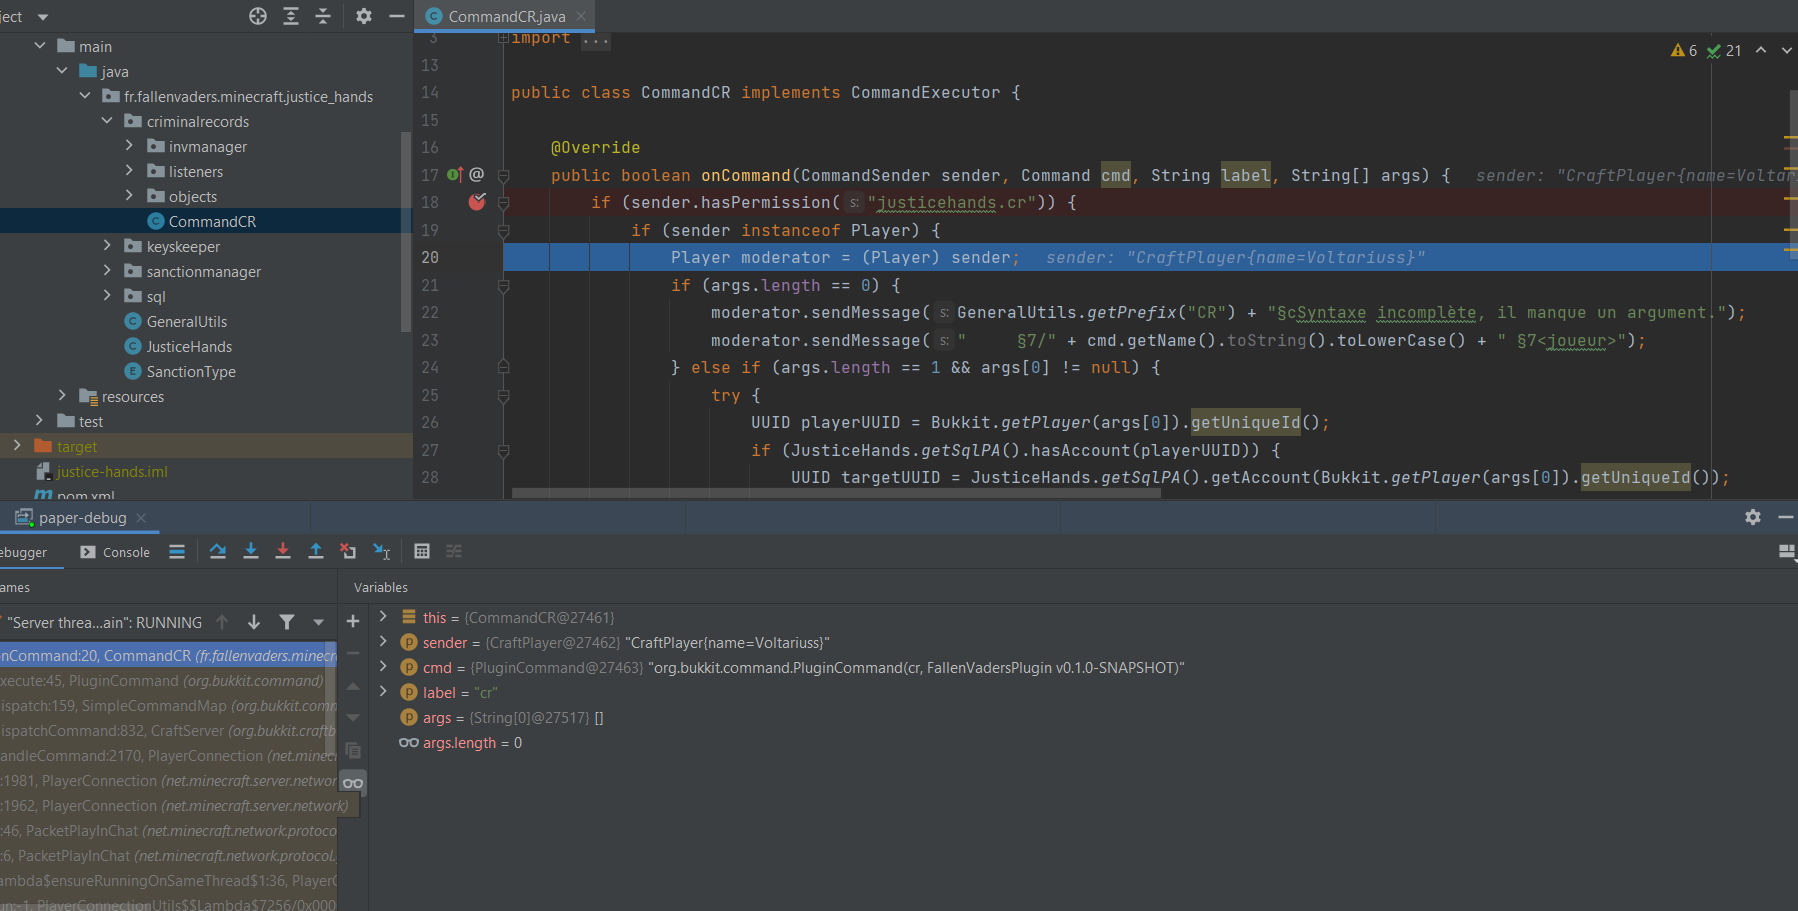 ject
main
java
fr.fallenvaders.minecraft.justice_hands
criminalrecords
invmanager
listeners
objects
CommandCR
keyskeeper
sanctionmanager
sql
GeneralUtils
JusticeHands
SanctionType
resources
test
target
justice-hands.iml
pom.xml
CommandCR.java
6 21
3 import ...
13
14 public class CommandCR implements CommandExecutor {
15
16 @Override
17 @ public boolean onCommand(CommandSender sender, Command cmd, String label, String[] args) { sender: "CraftPlayer{name=Voltar
18 if (sender.hasPermission( s: "justicehands.cr")) {
19 if (sender instanceof Player) {
20 Player moderator = (Player) sender; sender: "CraftPlayer{name=Voltariuss}"
21 if (args.length == 0) {
22 moderator.sendMessage( s: GeneralUtils.getPrefix("CR") + "§cSyntaxe incomplète, il manque un argument.");
23 moderator.sendMessage( s: " §7/" + cmd.getName().toString().toLowerCase() + " §7<joueur>");
24 } else if (args.length == 1 && args[0] != null) {
25 try {
26 UUID playerUUID = Bukkit.getPlayer(args[0]).getUniqueId();
27 if (JusticeHands.getSqlPA().hasAccount(playerUUID)) {
28 UUID targetUUID = JusticeHands.getSqlPA().getAccount(Bukkit.getPlayer(args[0]).getUniqueId());
paper-debug
ebugger Console
ames
"Server threa...ain": RUNNING
onCommand:20, CommandCR (fr.fallenvaders.minecr
xecute:45, PluginCommand (org.bukkit.command)
ispatch:159, SimpleCommandMap (org.bukkit.comm
ispatchCommand:832, CraftServer (org.bukkit.craftb
andleCommand:2170, PlayerConnection (net.minec
:1981, PlayerConnection (net.minecraft.server.networ
:1962, PlayerConnection (net.minecraft.server.network)
:46, PacketPlayInChat (net.minecraft.network.protoco
:6, PacketPlayInChat (net.minecraft.network.protocol.
ambda$ensureRunningOnSameThread$1:36, PlayerC
un:-1, PlayerConnectionUtils$$Lambda$7256/0x000
Variables
this = {CommandCR@27461}
sender = {CraftPlayer@27462} "CraftPlayer{name=Voltariuss}"
cmd = {PluginCommand@27463} "org.bukkit.command.PluginCommand(cr, FallenVadersPlugin v0.1.0-SNAPSHOT)"
label = "cr"
args = {String[0]@27517} []
args.length = 0